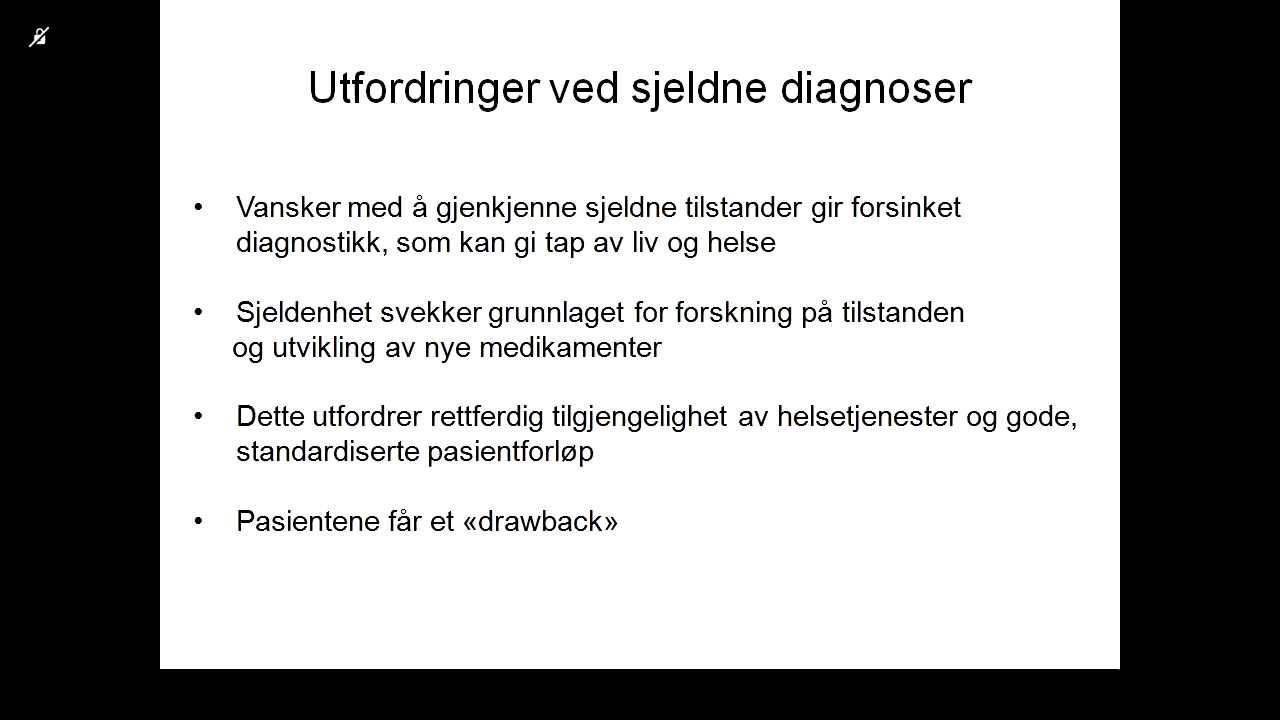 Utfordringer ved sjeldne diagnoser
• Vansker med å gjenkjenne sjeldne tilstander gir forsinket
diagnostikk, som kan gi tap av liv og helse
• Sjeldenhet svekker grunnlaget for forskning på tilstanden
og utvikling av nye medikamenter
• Dette utfordrer rettferdig tilgjengelighet av helsetjenester og gode,
standardiserte pasientforløp
• Pasientene får et «drawback»